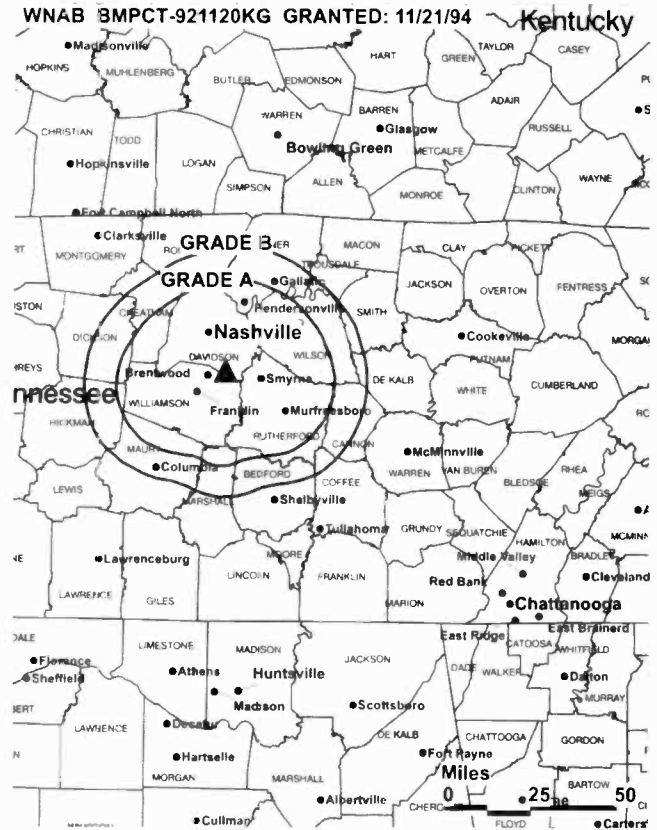 WNAB BMPCT-921120KG GRANTED: 11/21/94
Kentucky
Madisonville
HART
TAYLOR
CASEY
GREEN
HOPKINS
MUHLENBERG
BUTLER
EDMONSON
ADAIR
WARREN
BARREN
Glasgow
CHRISTIAN
TODD
RUSSELL
Bowling Green
METCALFE
Hopkinsville
LOGAN
WAYNE
ALLEN
SIMPSON
MONROE
CLINTON
Fort Campbell North
Clarksville
GRADE B
MACON
CLAY
PICKETT
MONTGOMERY
TROUSDALE
GRADE A
Gallatin
JACKSON
OVERTON
FENTRESS
Hendersonville
SMITH
CHEATHAM
Nashville
Cookeville
DICKSON
DAVIDSON
WILSON
PUTNAM
Brentwood
Smyrna
DE KALB
CUMBERLAND
nnessee
WILLIAMSON
WHITE
Franklin
Murfreesboro
HICKMAN
RUTHERFORD
CANNON
MAURY
McMinnville
Columbia
BEDFORD
WARREN
VAN BUREN
RHEA
BLEDSOE
COFFEE
LEWIS
MARSHALL
Shelbyville
MEIGS
Tullahoma
GRUNDY
SEQUATCHIE
HAMILTON
MCMINN
MOORE
Middle Valley
BRADLEY
Lawrenceburg
LINCOLN
FRANKLIN
Red Bank
Cleveland
LAWRENCE
GILES
MARION
Chattanooga
East Ridge
East Brainerd
LIMESTONE
MADISON
JACKSON
CATOOSA
WHITFIELD
Florence
DADE
WALKER
Athens
Huntsville
Sheffield
Dalton
Madison
Scottsboro
MURRAY
LAWRENCE
Decatur
DE KALB
CHATTOOGA
GORDON
Hartselle
Fort Payne
MORGAN
MARSHALL
Miles
BARTOW
0 25 50
Albertville
Cullman
FLOYD